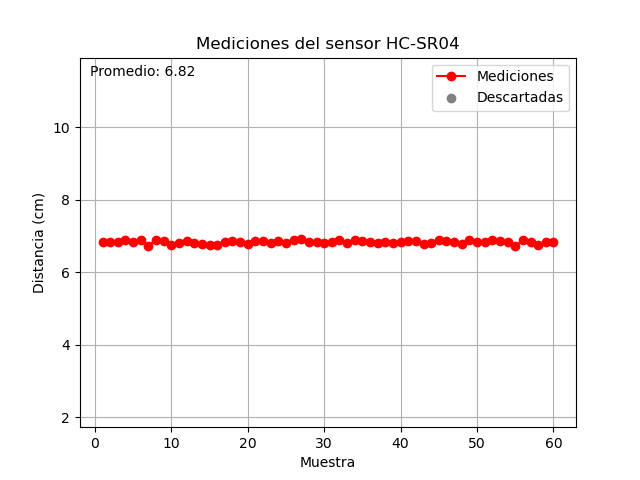 Mediciones del sensor HC-SR04
Promedio: 6.82
Mediciones
Descartadas
Distancia (cm)
10
8
6
4
2
0 10 20 30 40 50 60
Muestra